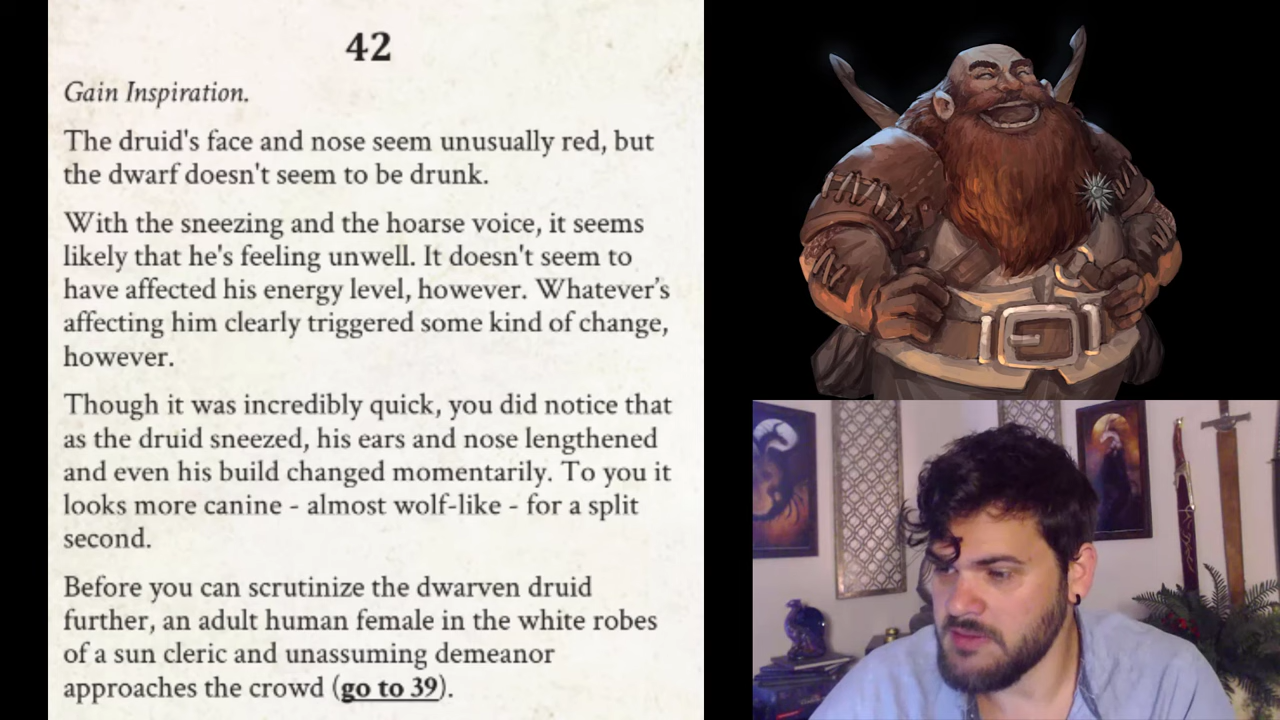 42
Gain Inspiration.
The druid's face and nose seem unusually red, but
the dwarf doesn't seem to be drunk.
With the sneezing and the hoarse voice, it seems
likely that he's feeling unwell. It doesn't seem to
have affected his energy level, however. Whatever’s
affecting him clearly triggered some kind of change,
however.
Though it was incredibly quick, you did notice that
as the druid sneezed, his ears and nose lengthened
and even his build changed momentarily. To you it
looks more canine - almost wolf-like - for a split
second.
Before you can scrutinize the dwarven druid
further, an adult human female in the white robes
of a sun cleric and unassuming demeanor
approaches the crowd (go to 39).